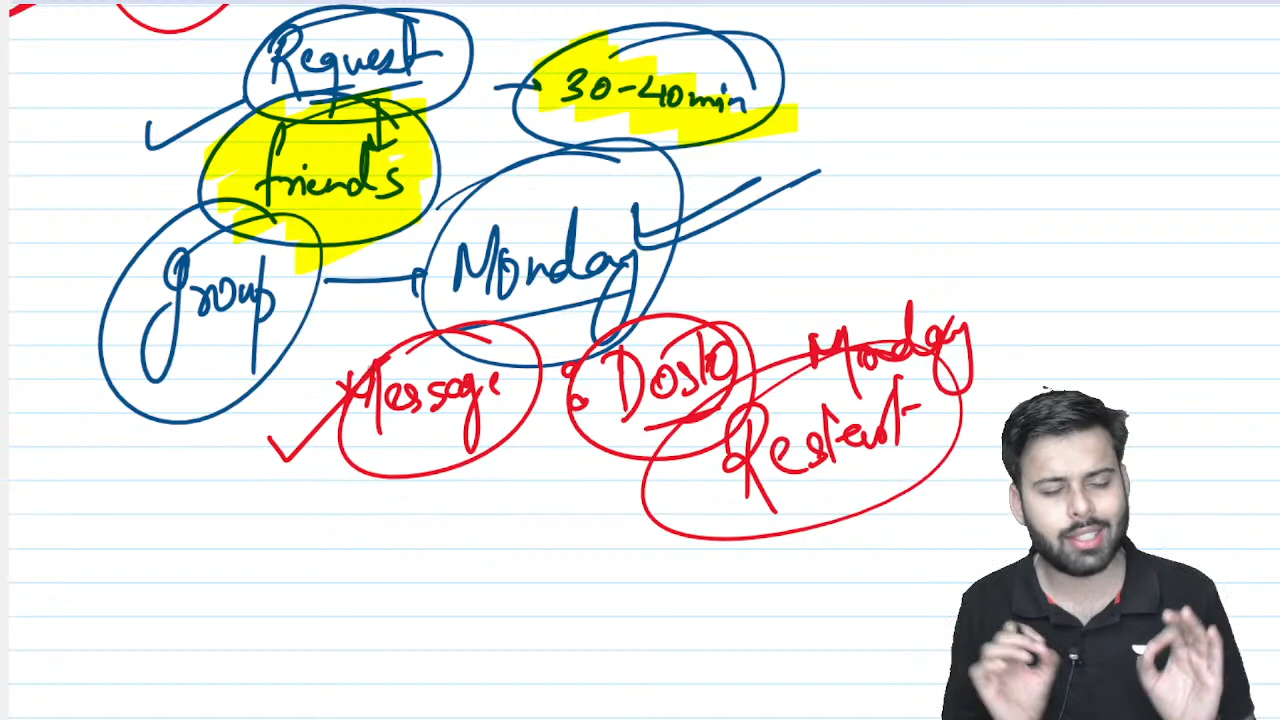 Request → 30-40min
friends
Group → Monday
Message : Dosto Monday
Restart